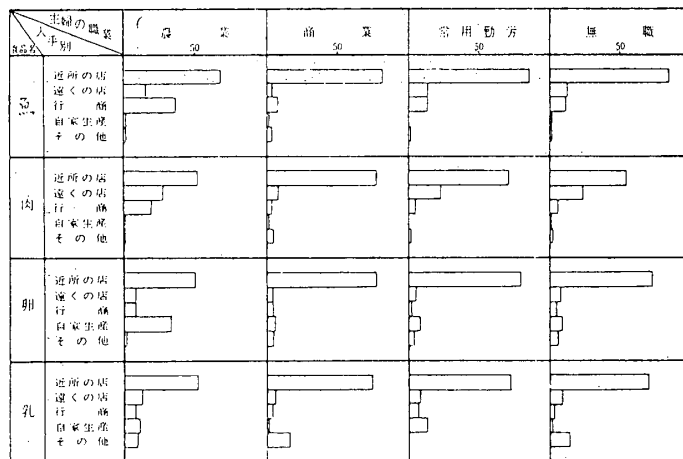 主婦の職業
入手別
食品名
農業
50
商業
50
常用勤労
50
無職
50
魚
近所の店
遠くの店
行商
自家生産
その他
肉
近所の店
遠くの店
行商
自家生産
その他
卵
近所の店
遠くの店
行商
自家生産
その他
乳
近所の店
遠くの店
行商
自家生産
その他